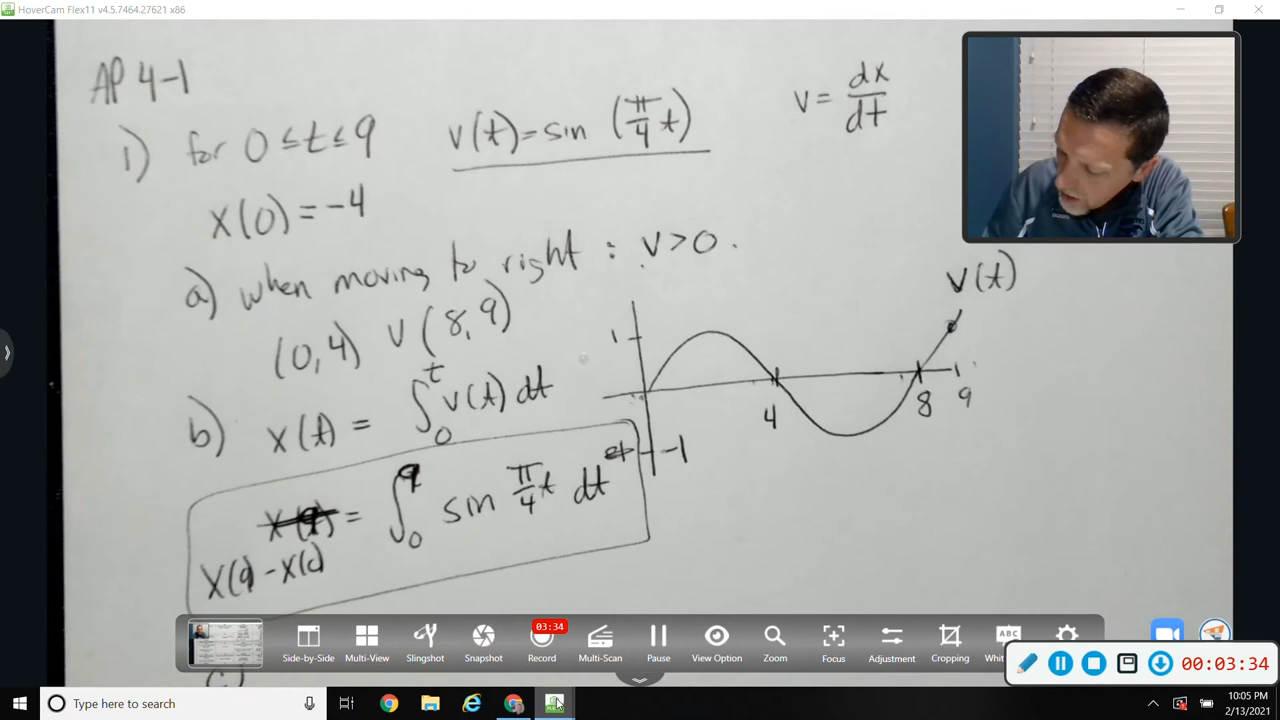 HoverCam Flex11 v4.5.7464.27621 x86
AP 4-1
1) for 0 ≤ t ≤ 9 v(t) = sin (π/4 t) v = dx/dt
x(0) = -4
a) when moving to right : v > 0 .
(0,4) ∪ (8,9)
v(t)
1
4
8 9
-1
b) x(t) = ∫₀ᵗ v(t) dt
= ∫₀⁹ sin π/4 t dt
x(9) - x(0)
c)
03:34
Side-by-Side Multi-View Slingshot Snapshot Record Multi-Scan Pause View Option Zoom Focus Adjustment Cropping Whit
ABC
00:03:34
Type here to search
10:05 PM
2/13/2021